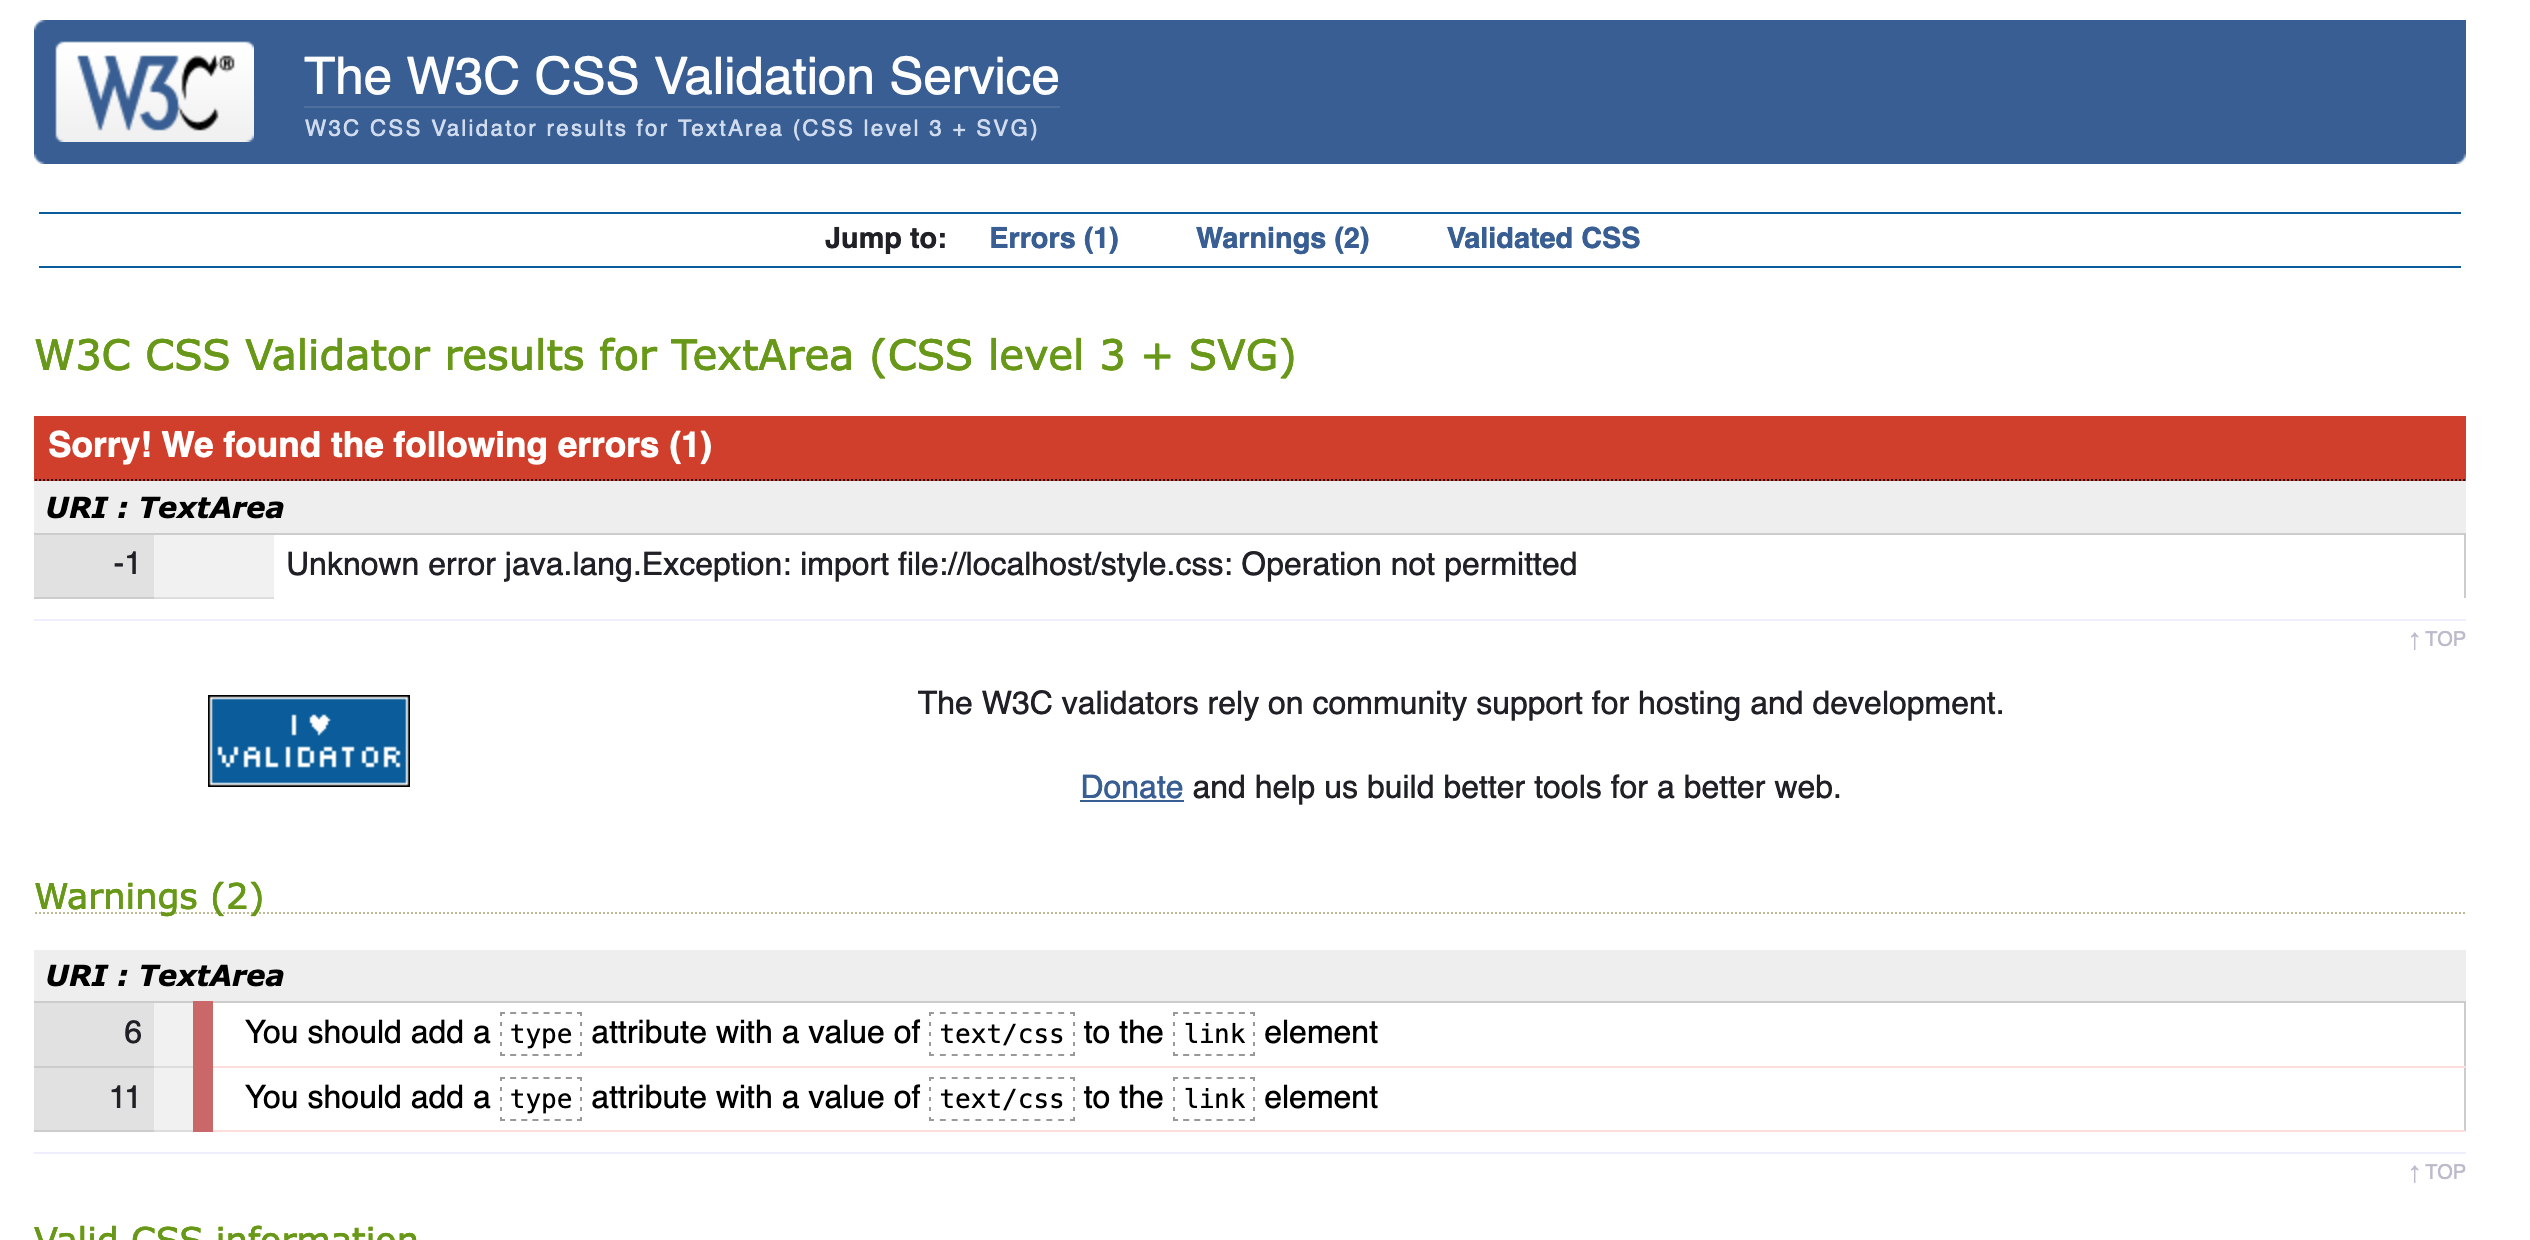 W3C®
The W3C CSS Validation Service
W3C CSS Validator results for TextArea (CSS level 3 + SVG)
Jump to: Errors (1) Warnings (2) Validated CSS
W3C CSS Validator results for TextArea (CSS level 3 + SVG)
Sorry! We found the following errors (1)
URI : TextArea
-1 Unknown error java.lang.Exception: import file://localhost/style.css: Operation not permitted
↑ TOP
I ♥
VALIDATOR
The W3C validators rely on community support for hosting and development.
Donate and help us build better tools for a better web.
Warnings (2)
URI : TextArea
6 You should add a type attribute with a value of text/css to the link element
11 You should add a type attribute with a value of text/css to the link element
↑ TOP
Valid CSS information